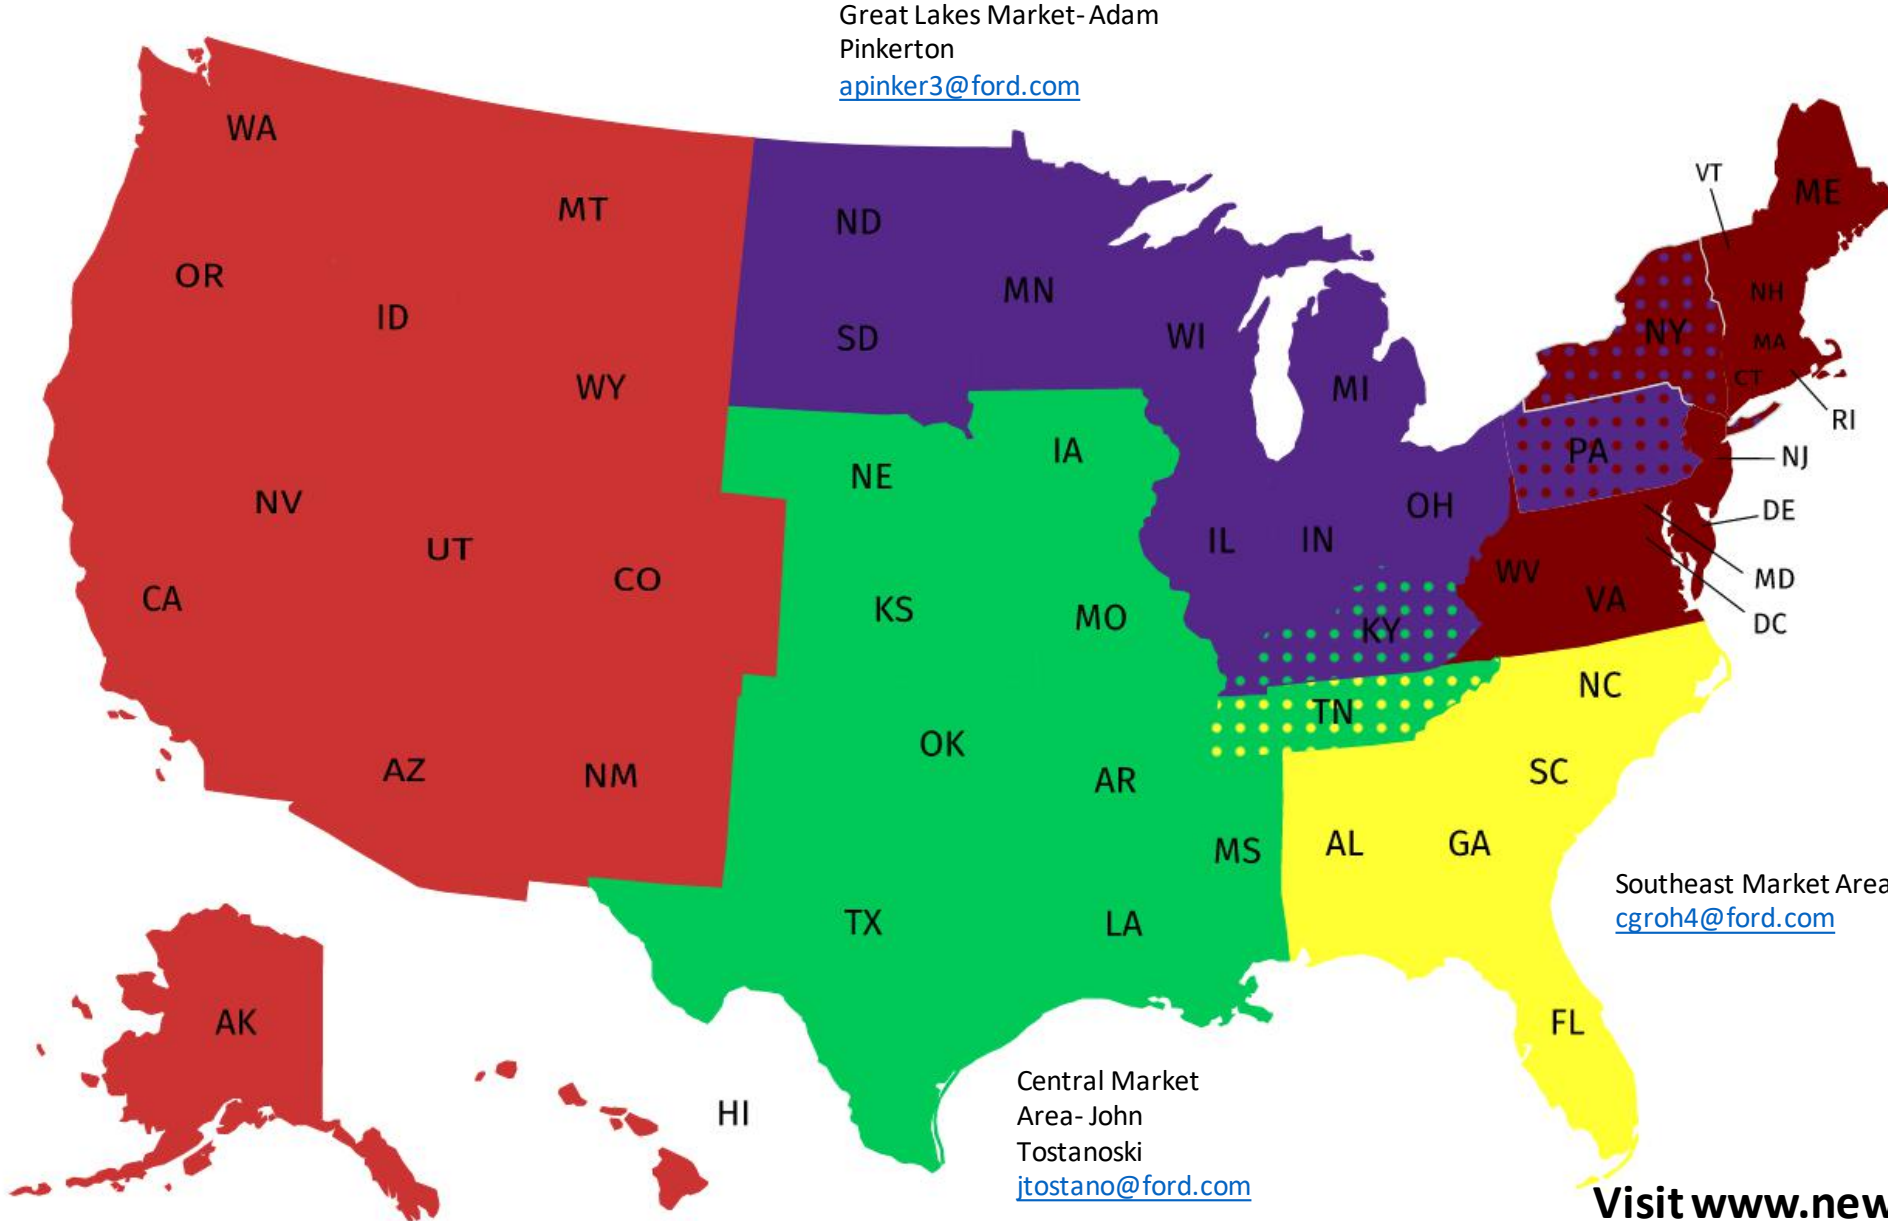 Great Lakes Market-Adam
Pinkerton
apinker3@ford.com
WA
MT
ND
VT
ME
OR
ID
MN
NH
SD
WI
NY
MA
WY
MI
CT
RI
IA
PA
NJ
NE
NV
OH
DE
UT
IL
IN
CO
WV
MD
CA
KS
MO
VA
DC
KY
NC
TN
OK
SC
AZ
NM
AR
MS
AL
GA
Southeast Market Area
cgroh4@ford.com
TX
LA
AK
FL
HI
Central Market
Area-John
Tostanoski
jtostano@ford.com
Visit www.new